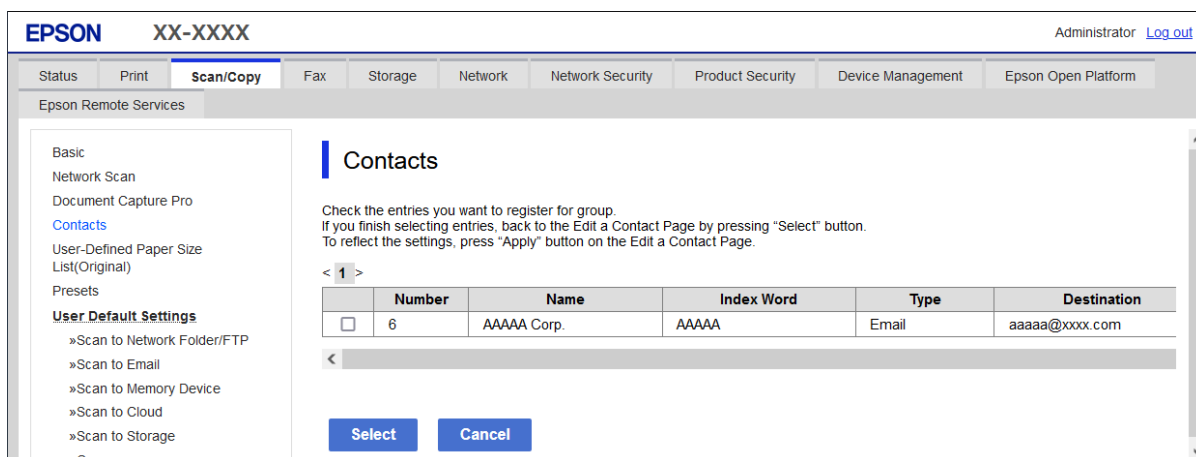 EPSON XX-XXXX Administrator Log out
Status Print Scan/Copy Fax Storage Network Network Security Product Security Device Management Epson Open Platform
Epson Remote Services
Basic
Network Scan
Document Capture Pro
Contacts
User-Defined Paper Size
List(Original)
Presets
User Default Settings
»Scan to Network Folder/FTP
»Scan to Email
»Scan to Memory Device
»Scan to Cloud
»Scan to Storage
Contacts
Check the entries you want to register for group.
If you finish selecting entries, back to the Edit a Contact Page by pressing “Select” button.
To reflect the settings, press “Apply” button on the Edit a Contact Page.
< 1 >
Number Name Index Word Type Destination
6 AAAAA Corp. AAAAA Email aaaaa@xxxx.com
Select Cancel